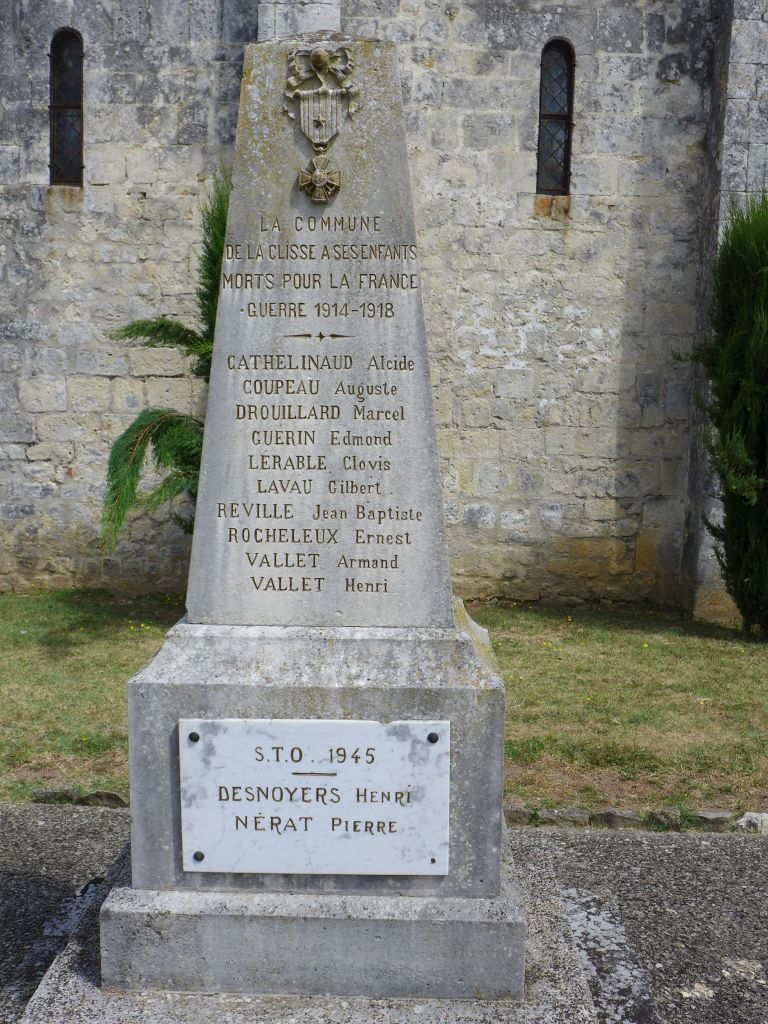 LA COMMUNE
DE LA CLISSE A SES ENFANTS
MORTS POUR LA FRANCE
GUERRE 1914-1918
CATHELINAUD Alcide
COUPEAU Auguste
DROUILLARD Marcel
GUERIN Edmond
LERABLE Clovis
LAVAU Gilbert
REVILLE Jean Baptiste
ROCHELEUX Ernest
VALLET Armand
VALLET Henri
S.T.O. 1945
DESNOYERS HENRI
NÉRAT PIERRE